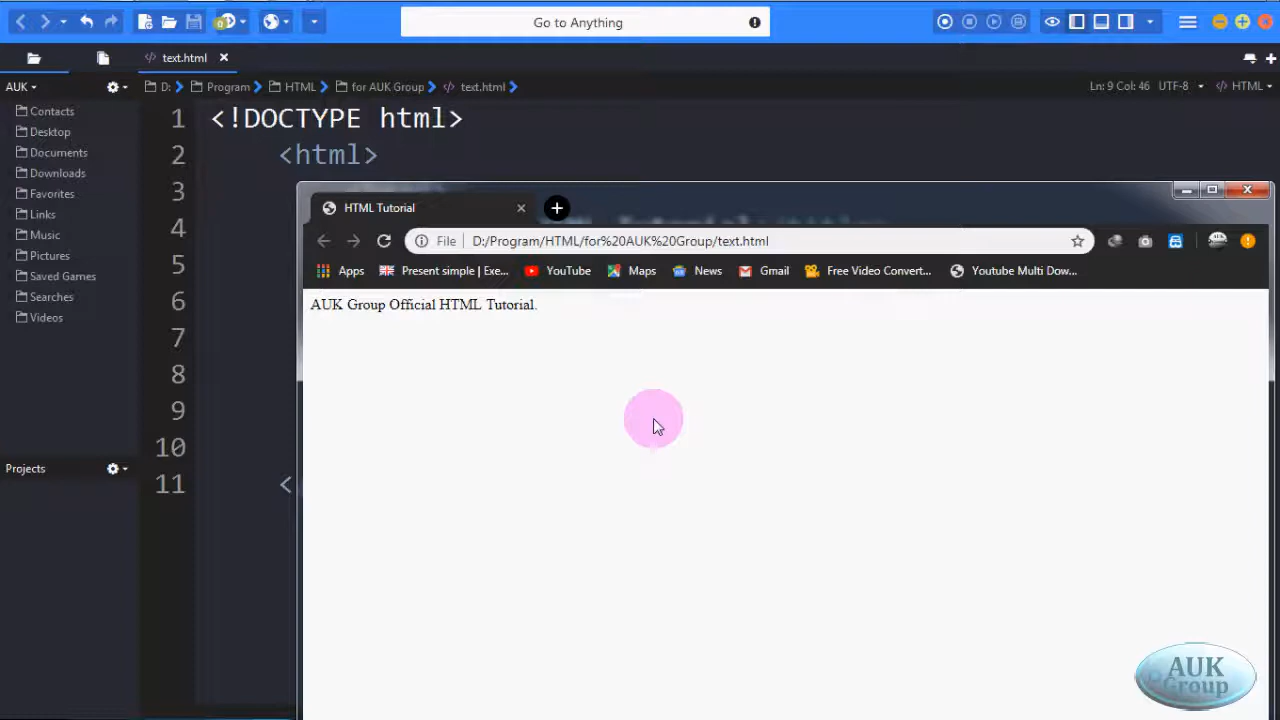 Go to Anything
text.html
AUK
D:
Program
HTML
for AUK Group
text.html
Ln: 9 Col: 46
UTF-8
HTML
Contacts
Desktop
Documents
Downloads
Favorites
Links
Music
Pictures
Saved Games
Searches
Videos
Projects
1 <!DOCTYPE html>
2 <html>
3
4
5
6
7
8
9
10
11 <
HTML Tutorial
File D:/Program/HTML/for%20AUK%20Group/text.html
Apps
Present simple | Exe...
YouTube
Maps
News
Gmail
Free Video Convert...
Youtube Multi Dow...
AUK Group Official HTML Tutorial.
AUK
Group